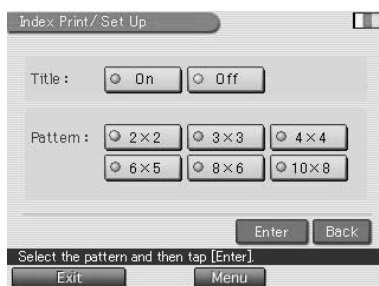 Index Print/Set Up
Title : On Off
Pattern : 2×2 3×3 4×4
6×5 8×6 10×8
Enter Back
Select the pattern and then tap [Enter].
Exit Menu